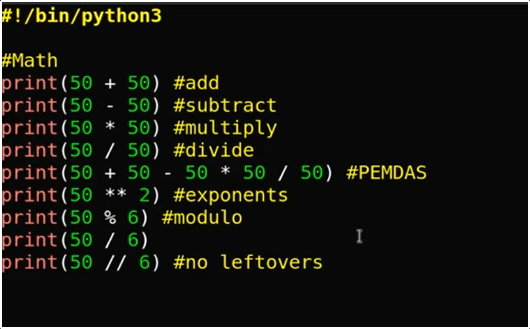 #!/bin/python3
#Math
print(50 + 50) #add
print(50 - 50) #subtract
print(50 * 50) #multiply
print(50 / 50) #divide
print(50 + 50 - 50 * 50 / 50) #PEMDAS
print(50 ** 2) #exponents
print(50 % 6) #modulo
print(50 / 6)
print(50 // 6) #no leftovers